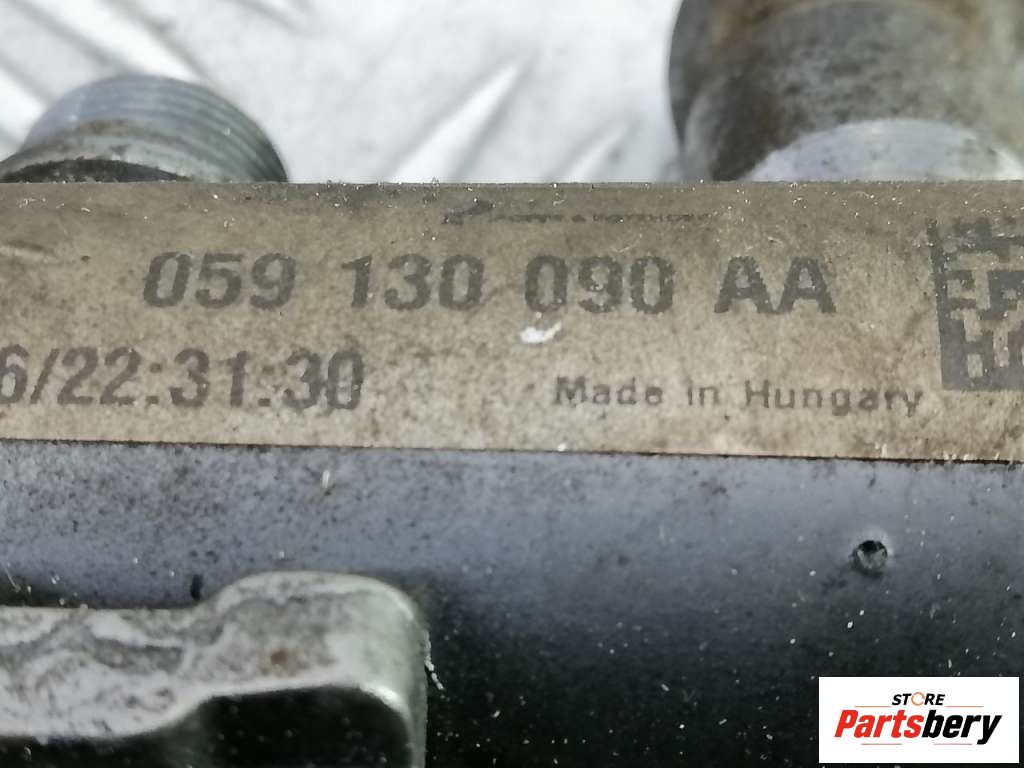 059 130 090 AA
6/22:31:30
Made in Hungary
STORE
Partsbery